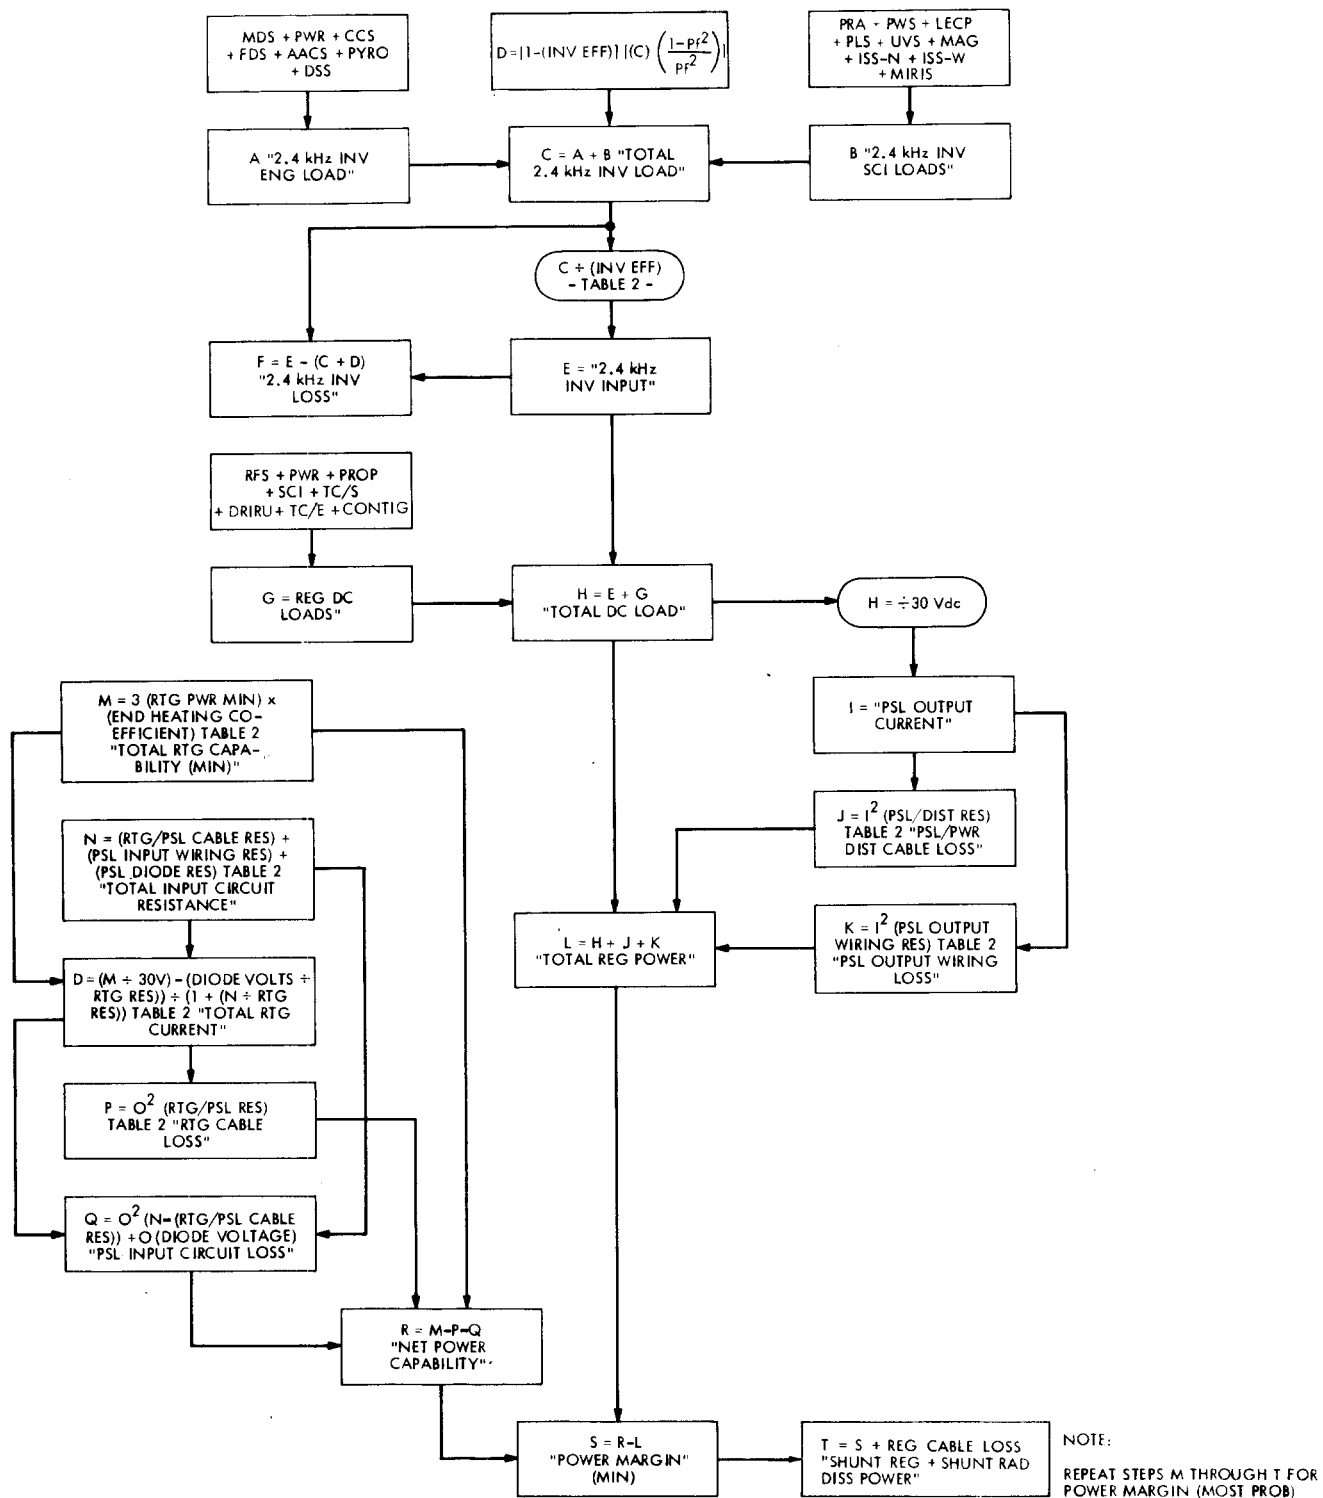 MDS + PWR + CCS
+ FDS + AACS + PYRO
+ DSS
D = |1-(INV EFF)| |(C) (1-pf²/pf²)|
PRA - PWS + LECP
+ PLS + UVS + MAG
+ ISS-N + ISS-W
+ MIRIS
A "2.4 kHz INV
ENG LOAD"
C = A + B "TOTAL
2.4 kHz INV LOAD"
B "2.4 kHz INV
SCI LOADS"
C ÷ (INV EFF)
- TABLE 2 -
F = E - (C + D)
"2.4 kHz INV
LOSS"
E = "2.4 kHz
INV INPUT"
RFS + PWR + PROP
+ SCI + TC/S
+ DRIRU + TC/E + CONTIG
G = REG DC
LOADS"
H = E + G
"TOTAL DC LOAD"
H = ÷30 Vdc
M = 3 (RTG PWR MIN) x
(END HEATING CO-
EFFICIENT) TABLE 2
"TOTAL RTG CAPA-
BILITY (MIN)"
I = "PSL OUTPUT
CURRENT"
J = I² (PSL/DIST RES)
TABLE 2 "PSL/PWR
DIST CABLE LOSS"
N = (RTG/PSL CABLE RES) +
(PSL INPUT WIRING RES) +
(PSL DIODE RES) TABLE 2
"TOTAL INPUT CIRCUIT
RESISTANCE"
L = H + J + K
"TOTAL REG POWER"
K = I² (PSL OUTPUT
WIRING RES) TABLE 2
"PSL OUTPUT WIRING
LOSS"
D = (M ÷ 30V) - (DIODE VOLTS ÷
RTG RES)) ÷ (1 + (N ÷ RTG
RES)) TABLE 2 "TOTAL RTG
CURRENT"
P = O² (RTG/PSL RES)
TABLE 2 "RTG CABLE
LOSS"
Q = O² (N-(RTG/PSL CABLE
RES)) + O (DIODE VOLTAGE)
"PSL INPUT CIRCUIT LOSS"
R = M-P-Q
"NET POWER
CAPABILITY"
S = R-L
"POWER MARGIN"
(MIN)
T = S + REG CABLE LOSS
"SHUNT REG + SHUNT RAD
DISS POWER"
NOTE:
REPEAT STEPS M THROUGH T FOR
POWER MARGIN (MOST PROB)